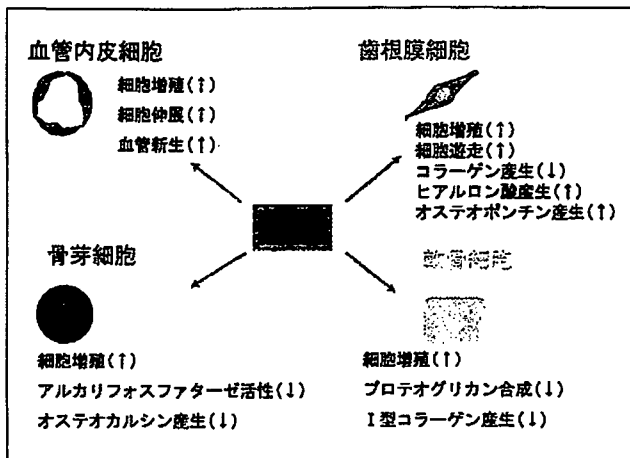 血管内皮細胞
細胞増殖(↑)
細胞伸展(↑)
血管新生(↑)
歯根膜細胞
細胞増殖(↑)
細胞遊走(↑)
コラーゲン産生(↓)
ヒアルロン酸産生(↑)
オステオポンチン産生(↑)
骨芽細胞
細胞増殖(↑)
アルカリフォスファターゼ活性(↓)
オステオカルシン産生(↓)
軟骨細胞
細胞増殖(↑)
プロテオグリカン合成(↓)
I型コラーゲン産生(↓)